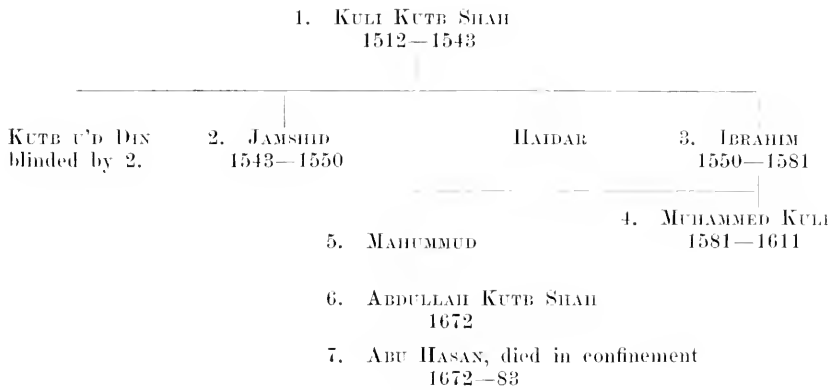 1. KULI KUTB SHAH
1512—1543
KUTB U'D DIN 2. JAMSHID HAIDAR 3. IBRAHIM
blinded by 2. 1543—1550 1550—1581
4. MUHAMMED KULI
5. MAHUMMUD 1581—1611
6. ABDULLAH KUTB SHAH
1672
7. ABU HASAN, died in confinement
1672—83